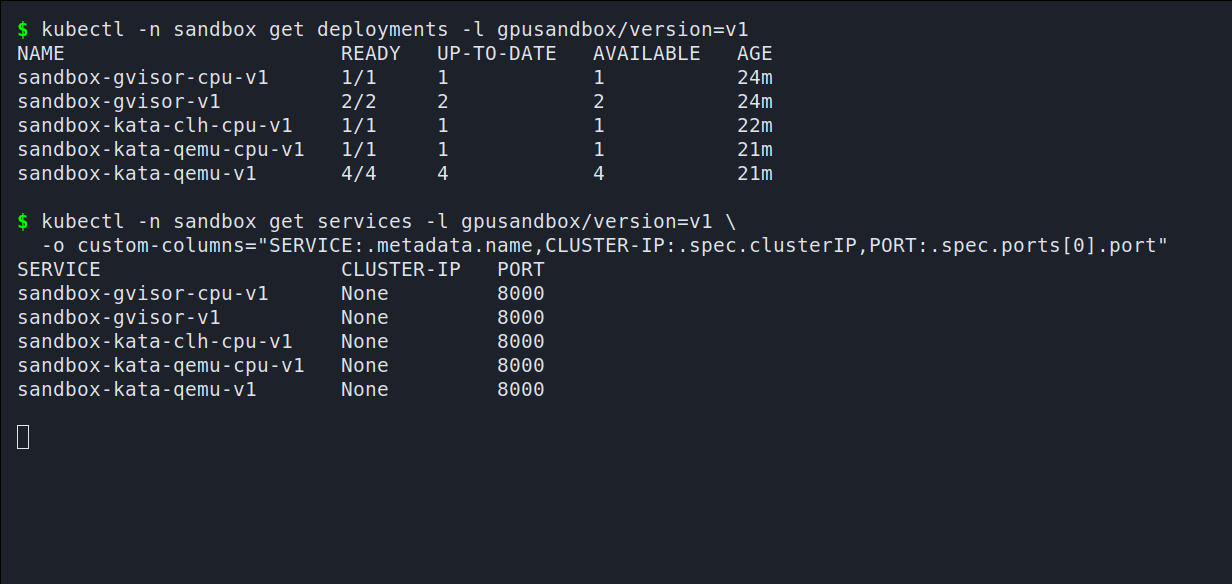 $ kubectl -n sandbox get deployments -l gpusandbox/version=v1
NAME                       READY   UP-TO-DATE   AVAILABLE   AGE
sandbox-gvisor-cpu-v1      1/1     1            1           24m
sandbox-gvisor-v1          2/2     2            2           24m
sandbox-kata-clh-cpu-v1    1/1     1            1           22m
sandbox-kata-qemu-cpu-v1   1/1     1            1           21m
sandbox-kata-qemu-v1       4/4     4            4           21m

$ kubectl -n sandbox get services -l gpusandbox/version=v1 \
  -o custom-columns="SERVICE:.metadata.name,CLUSTER-IP:.spec.clusterIP,PORT:.spec.ports[0].port"
SERVICE                    CLUSTER-IP   PORT
sandbox-gvisor-cpu-v1      None         8000
sandbox-gvisor-v1          None         8000
sandbox-kata-clh-cpu-v1    None         8000
sandbox-kata-qemu-cpu-v1   None         8000
sandbox-kata-qemu-v1       None         8000